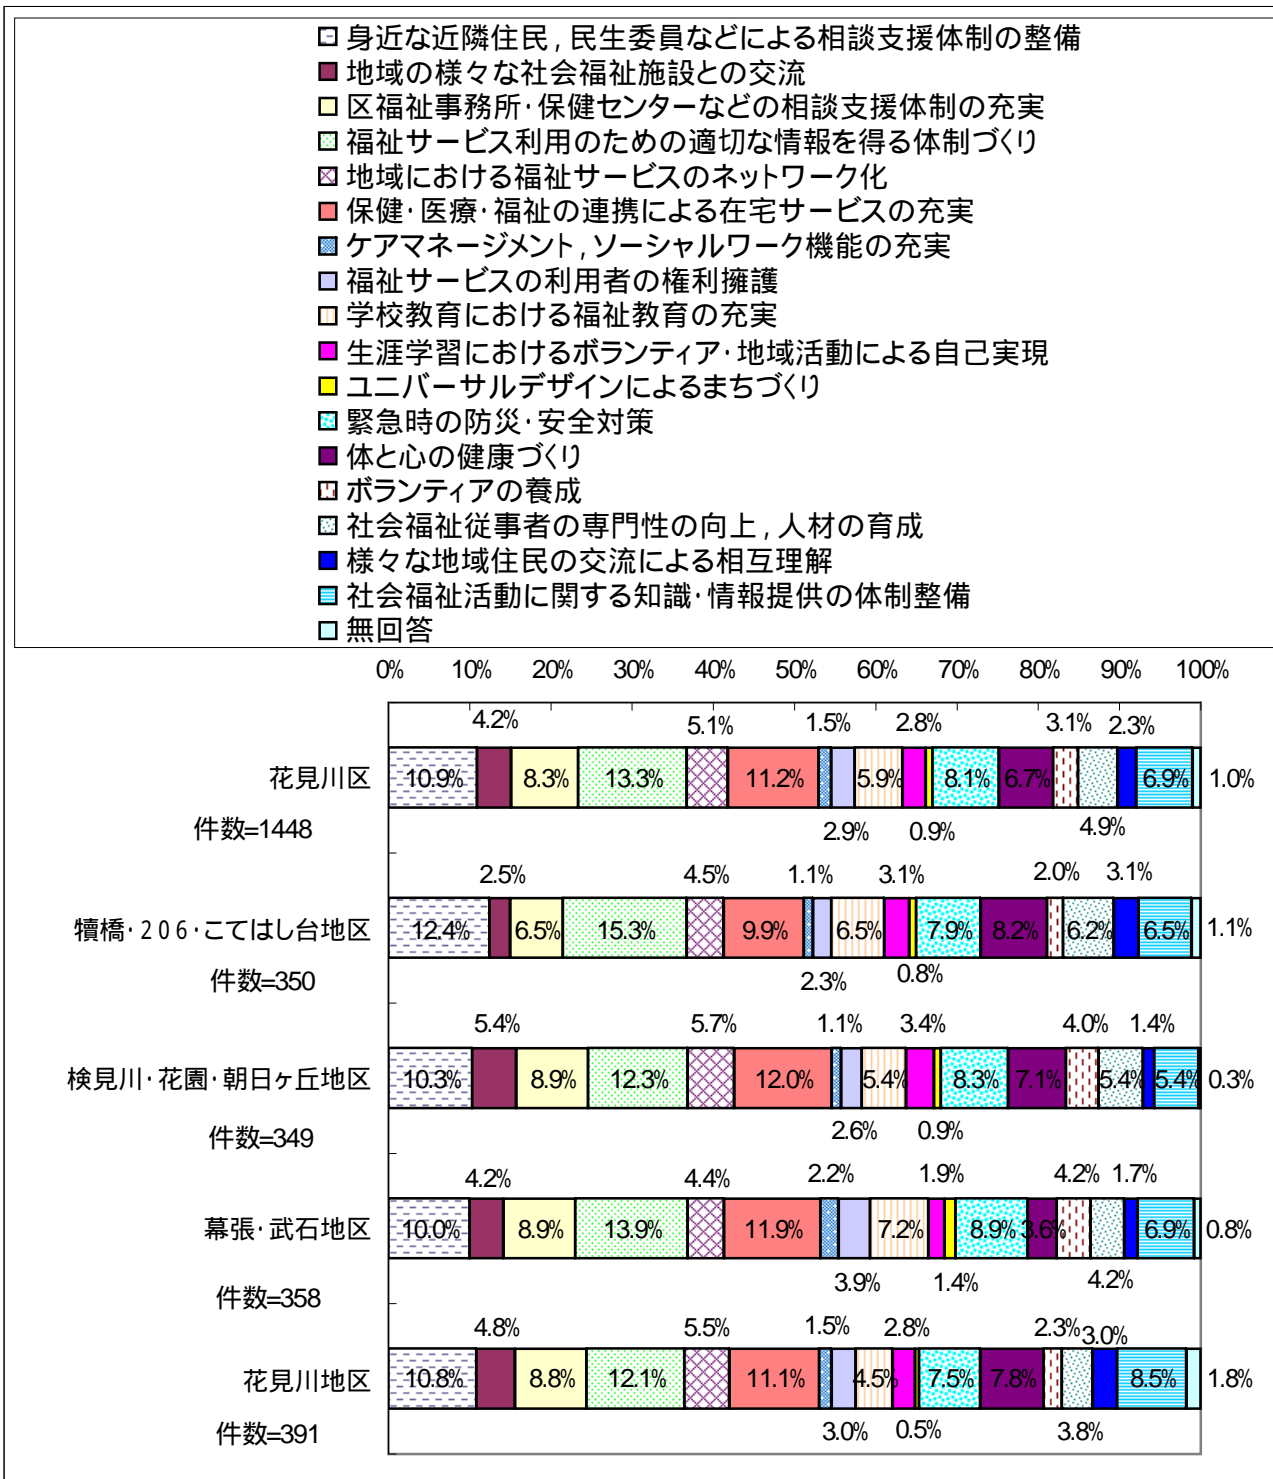 身近な近隣住民，民生委員などによる相談支援体制の整備
地域の様々な社会福祉施設との交流
区福祉事務所・保健センターなどの相談支援体制の充実
福祉サービス利用のための適切な情報を得る体制づくり
地域における福祉サービスのネットワーク化
保健・医療・福祉の連携による在宅サービスの充実
ケアマネージメント，ソーシャルワーク機能の充実
福祉サービスの利用者の権利擁護
学校教育における福祉教育の充実
生涯学習におけるボランティア・地域活動による自己実現
ユニバーサルデザインによるまちづくり
緊急時の防災・安全対策
体と心の健康づくり
ボランティアの養成
社会福祉従事者の専門性の向上，人材の育成
様々な地域住民の交流による相互理解
社会福祉活動に関する知識・情報提供の体制整備
無回答
0% 10% 20% 30% 40% 50% 60% 70% 80% 90% 100%
4.2% 5.1% 1.5% 2.8% 3.1% 2.3%
花見川区 10.9% 8.3% 13.3% 11.2% 5.9% 8.1% 6.7% 6.9% 1.0%
件数=1448 2.9% 0.9% 4.9%
2.5% 4.5% 1.1% 3.1% 2.0% 3.1%
犢橋・206・こてはし台地区 12.4% 6.5% 15.3% 9.9% 6.5% 7.9% 8.2% 6.2% 6.5% 1.1%
件数=350 2.3% 0.8%
5.4% 5.7% 1.1% 3.4% 4.0% 1.4%
検見川・花園・朝日ヶ丘地区 10.3% 8.9% 12.3% 12.0% 5.4% 8.3% 7.1% 5.4% 5.4% 0.3%
件数=349 2.6% 0.9%
4.2% 4.4% 2.2% 1.9% 4.2% 1.7%
幕張・武石地区 10.0% 8.9% 13.9% 11.9% 7.2% 8.9% 3.6% 6.9% 0.8%
件数=358 3.9% 1.4% 4.2%
4.8% 5.5% 1.5% 2.8% 2.3% 3.0%
花見川地区 10.8% 8.8% 12.1% 11.1% 4.5% 7.5% 7.8% 8.5% 1.8%
件数=391 3.0% 0.5% 3.8%